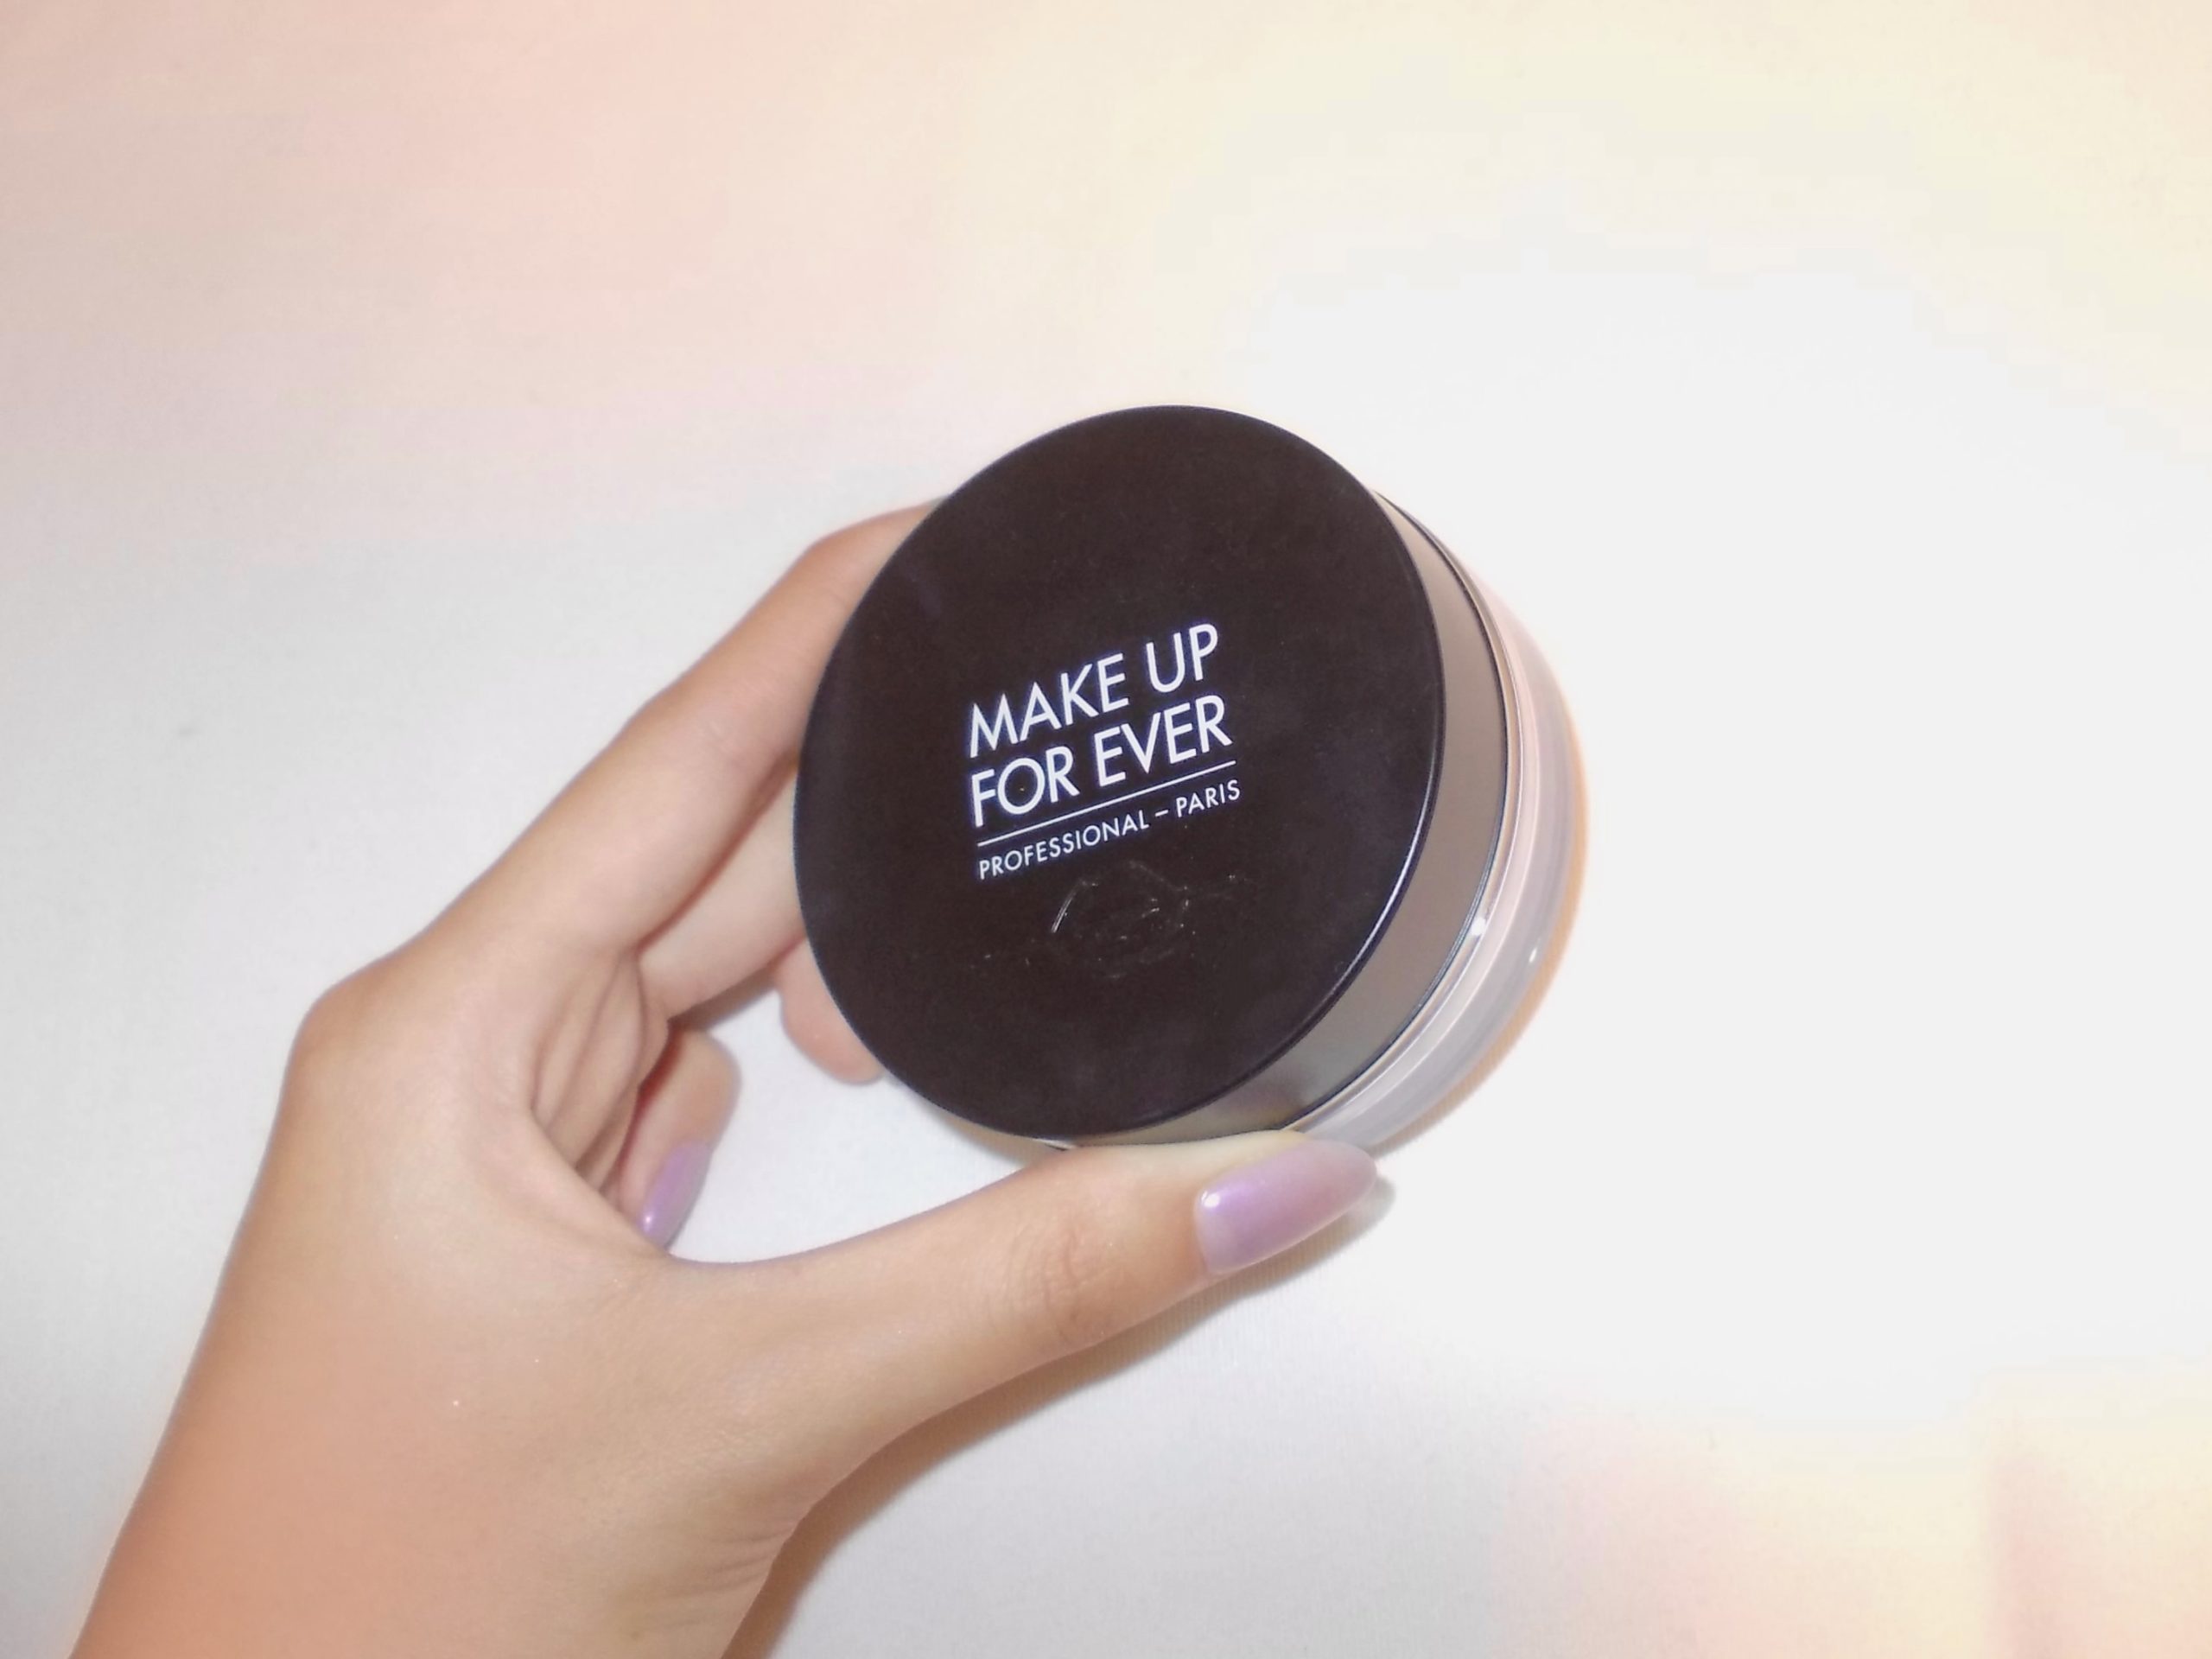 MAKE UP
FOR EVER
PROFESSIONAL – PARIS